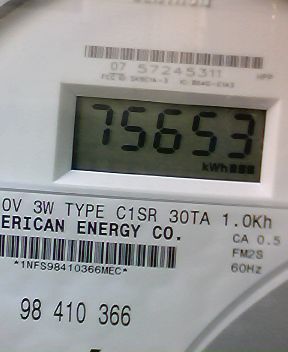 07 57245311
HPP
75653
kWh
0V 3W TYPE C1SR 30TA 1.0Kh
ERICAN ENERGY CO.
CA 0.5
FM2S
60Hz
*1NFS98410366MEC*
98 410 366